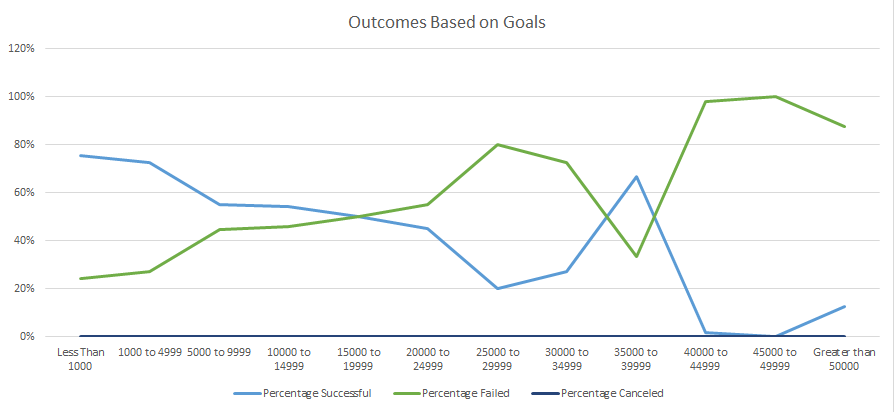 Outcomes Based on Goals
120%
100%
80%
60%
40%
20%
0%
Less Than 1000
1000 to 4999
5000 to 9999
10000 to 14999
15000 to 19999
20000 to 24999
25000 to 29999
30000 to 34999
35000 to 39999
40000 to 44999
45000 to 49999
Greater than 50000
Percentage Successful
Percentage Failed
Percentage Canceled